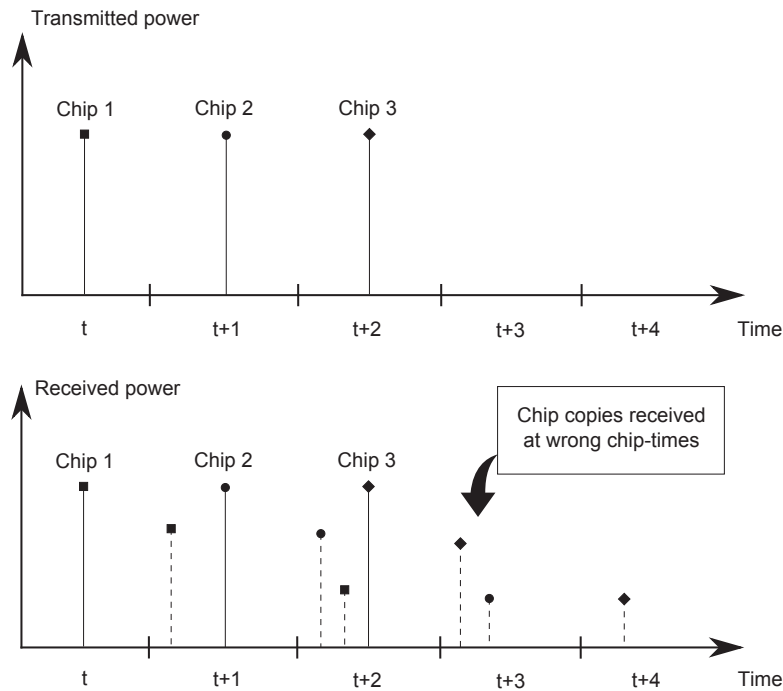 Transmitted power
Chip 1 Chip 2 Chip 3
t t+1 t+2 t+3 t+4 Time
Received power
Chip copies received
at wrong chip-times
Chip 1 Chip 2 Chip 3
t t+1 t+2 t+3 t+4 Time